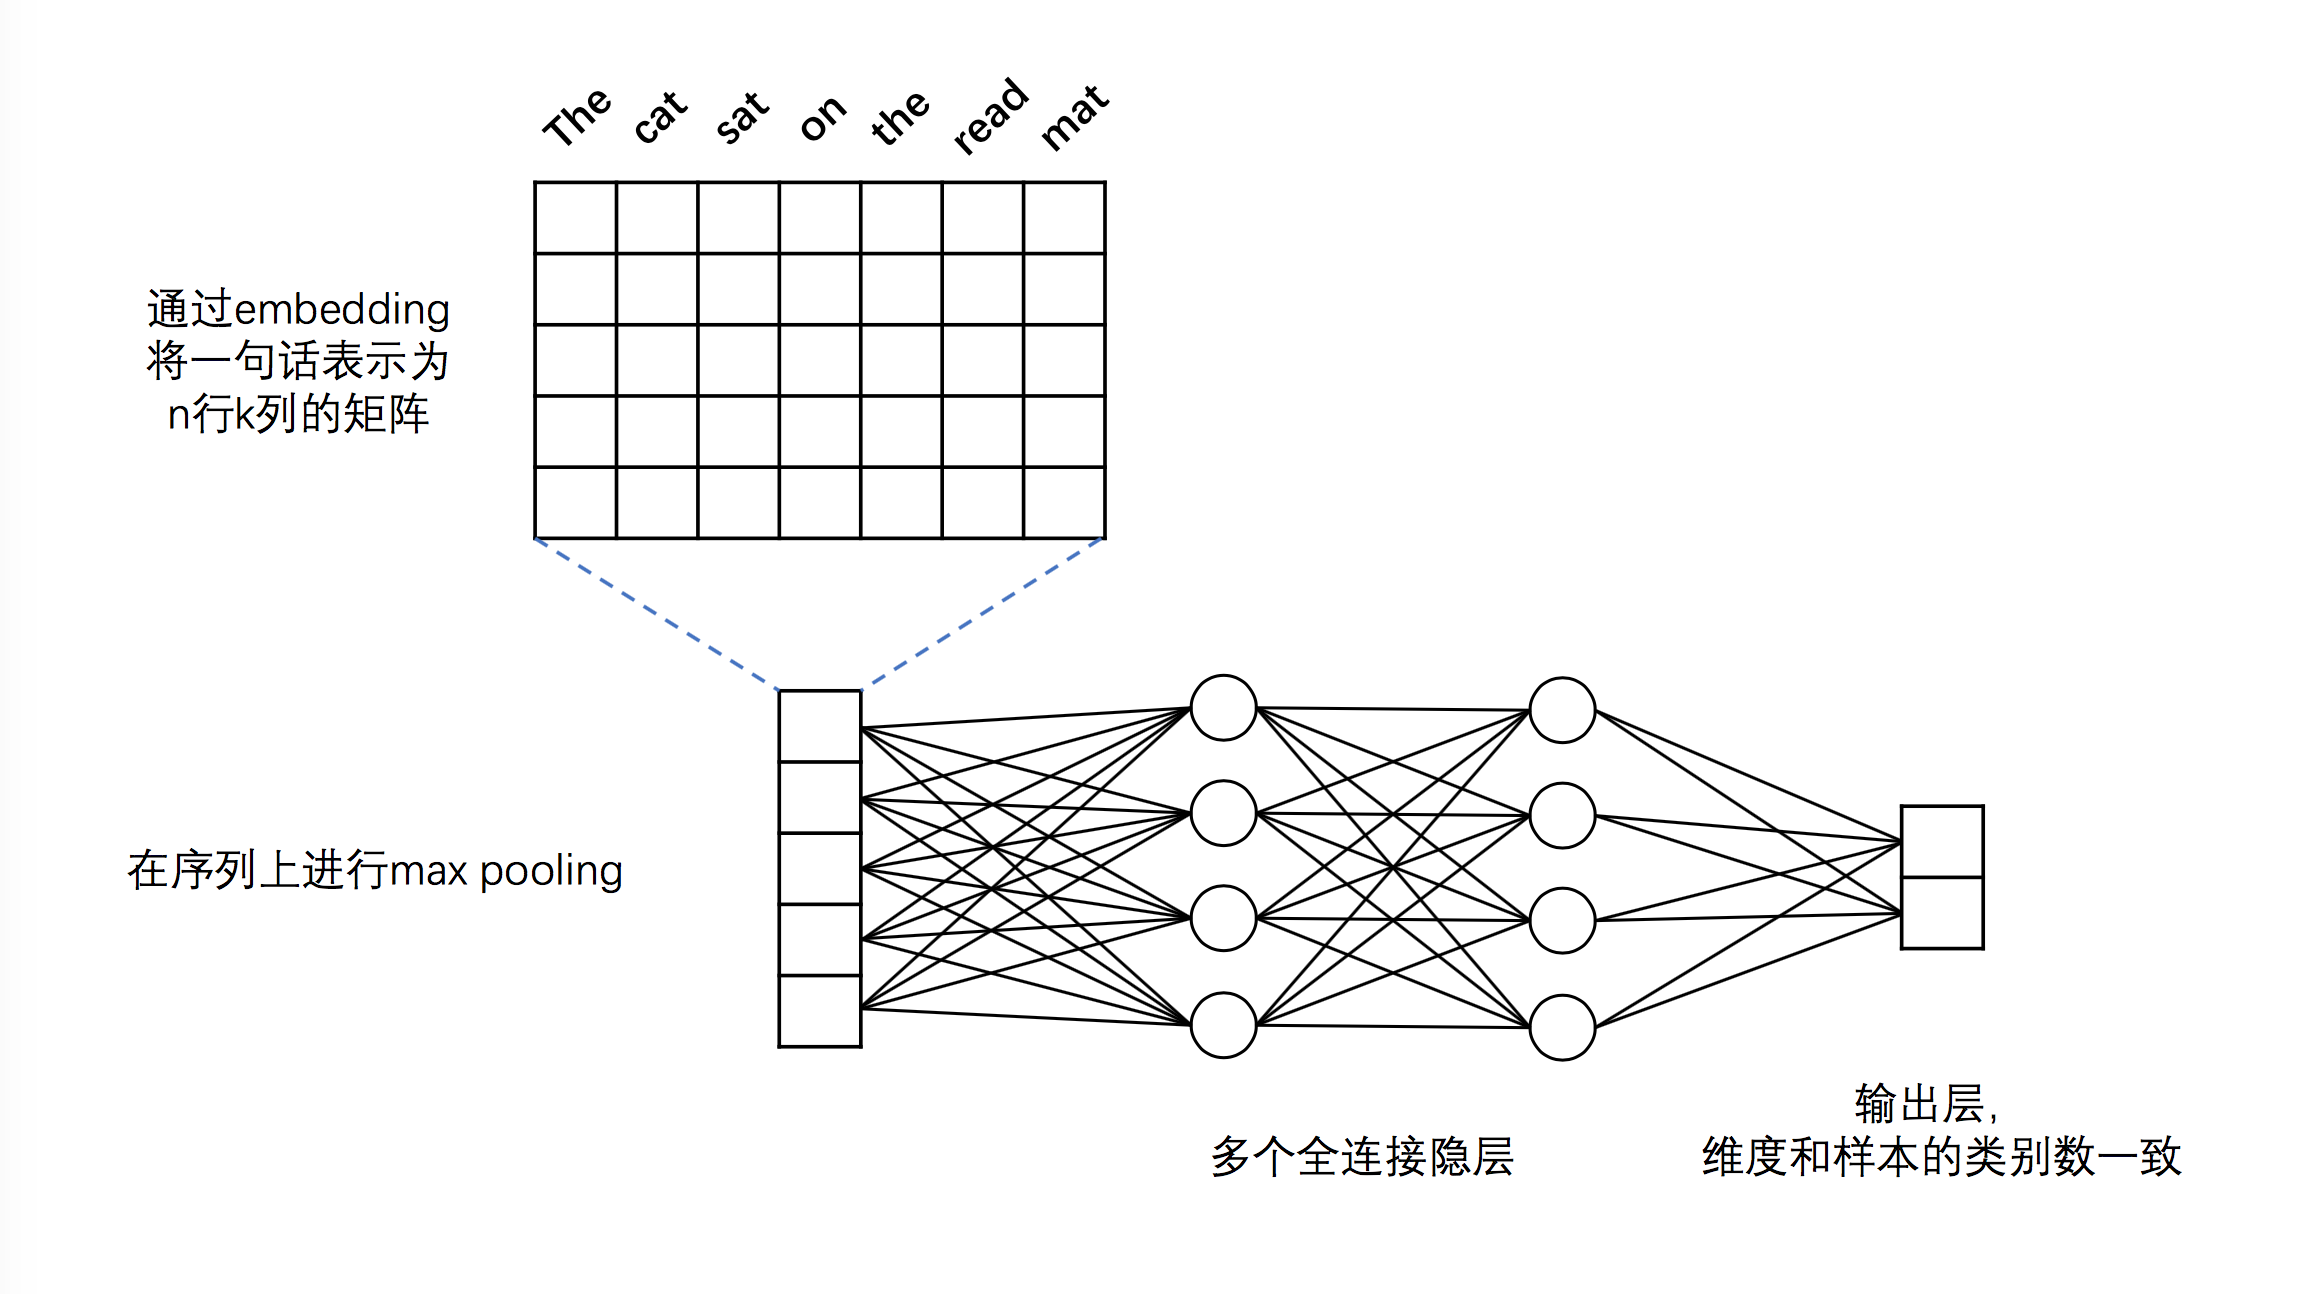 The cat sat on the read mat
通过embedding
将一句话表示为
n行k列的矩阵
在序列上进行max pooling
多个全连接隐层
输出层,
维度和样本的类别数一致